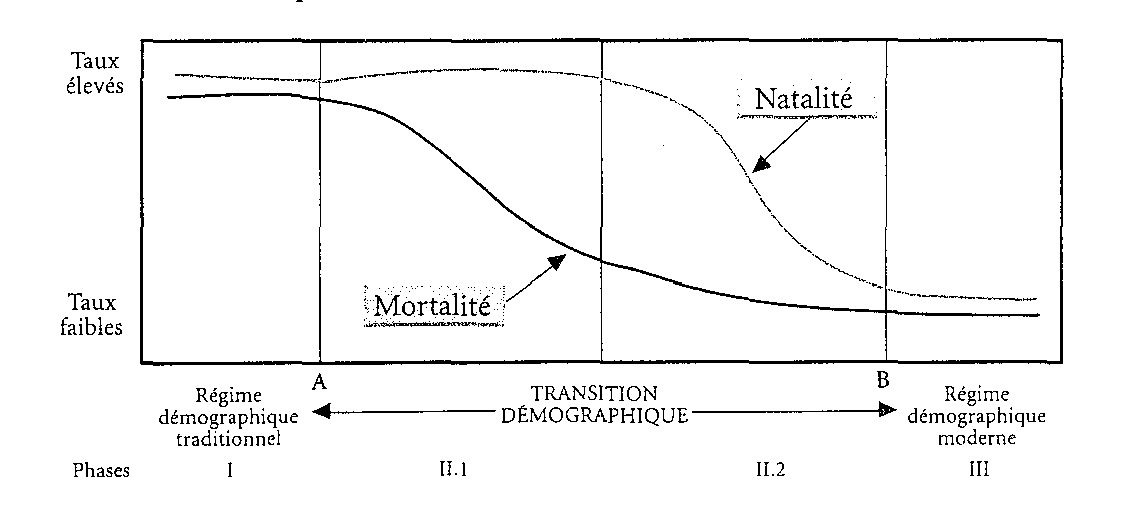 Taux
élevés
Natalité
Mortalité
Taux
faibles
A
B
Régime
démographique
traditionnel
TRANSITION
DÉMOGRAPHIQUE
Régime
démographique
moderne
Phases I II.1 II.2 III